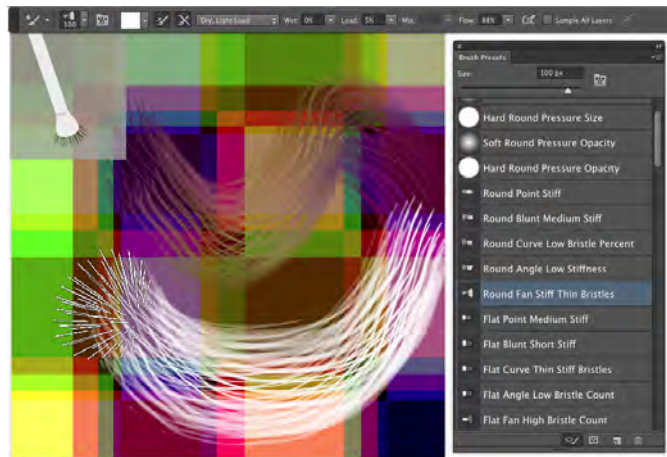 100
Dry, Light Load
Wet: 0%
Load: 5%
Mix:
Flow: 88%
Sample All Layers
Brush Presets
Size:
100 px
Hard Round Pressure Size
Soft Round Pressure Opacity
Hard Round Pressure Opacity
Round Point Stiff
Round Blunt Medium Stiff
Round Curve Low Bristle Percent
Round Angle Low Stiffness
Round Fan Stiff Thin Bristles
Flat Point Medium Stiff
Flat Blunt Short Stiff
Flat Curve Thin Stiff Bristles
Flat Angle Low Bristle Count
Flat Fan High Bristle Count